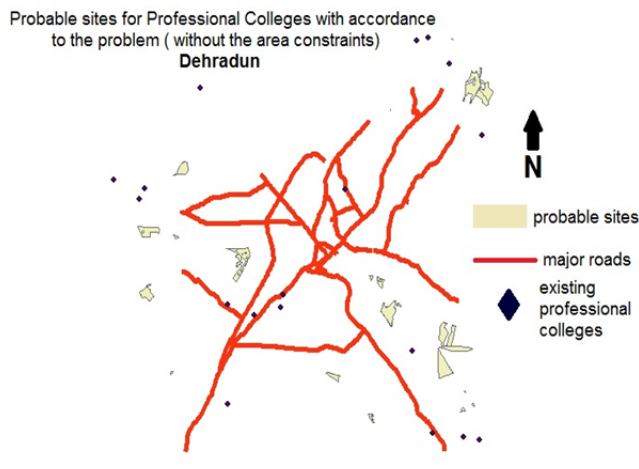 Probable sites for Professional Colleges with accordance
to the problem ( without the area constraints)
Dehradun
N
probable sites
major roads
existing
professional
colleges